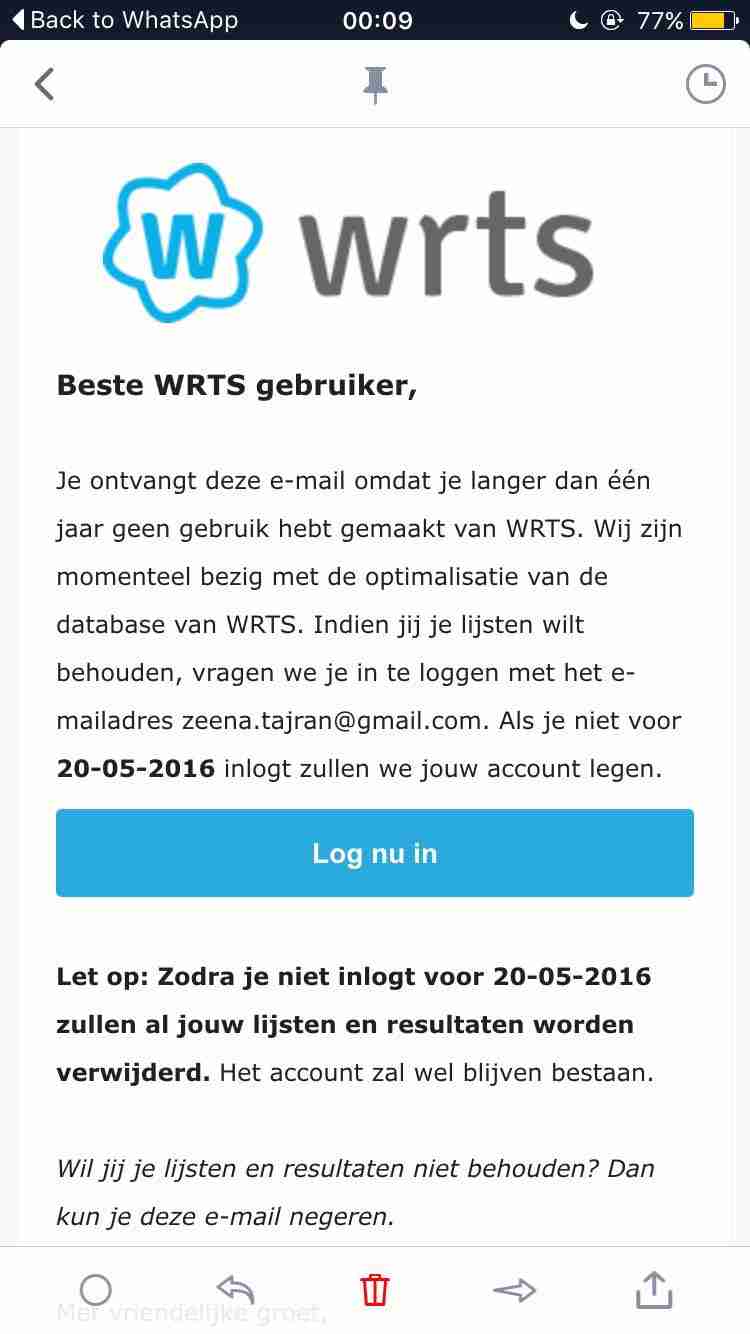 Back to WhatsApp 00:09 77%
W wrts
Beste WRTS gebruiker,
Je ontvangt deze e-mail omdat je langer dan één
jaar geen gebruik hebt gemaakt van WRTS. Wij zijn
momenteel bezig met de optimalisatie van de
database van WRTS. Indien jij je lijsten wilt
behouden, vragen we je in te loggen met het e-
mailadres zeena.tajran@gmail.com. Als je niet voor
20-05-2016 inlogt zullen we jouw account legen.
Log nu in
Let op: Zodra je niet inlogt voor 20-05-2016
zullen al jouw lijsten en resultaten worden
verwijderd. Het account zal wel blijven bestaan.
Wil jij je lijsten en resultaten niet behouden? Dan
kun je deze e-mail negeren.
Met vriendelijke groet,